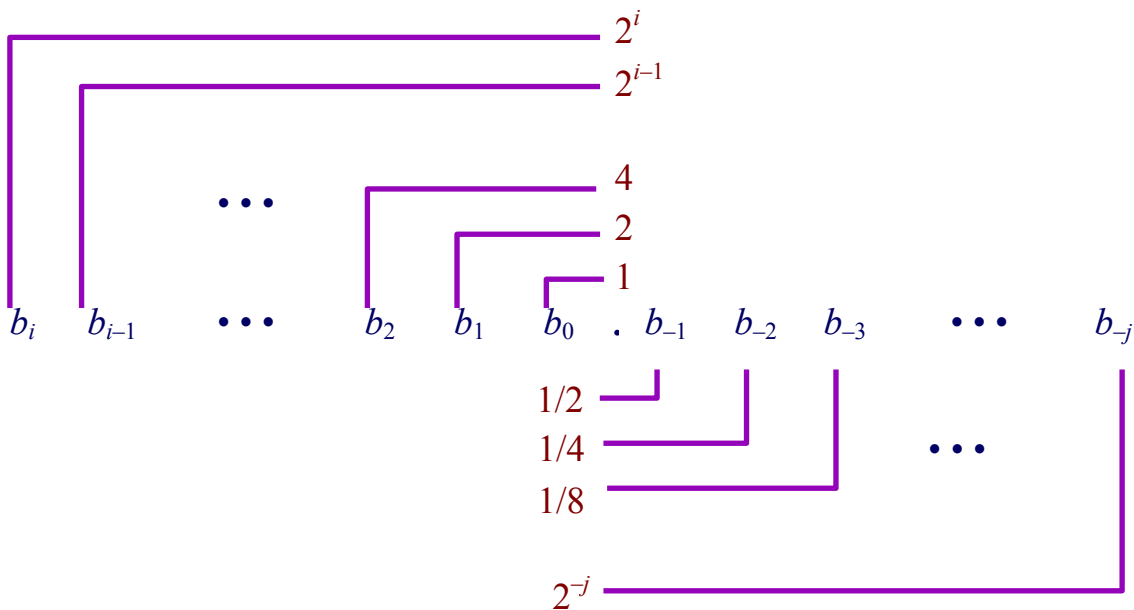 2^i
2^{i–1}
••• 4
2
1
b_i b_{i–1} ••• b_2 b_1 b_0 . b_{–1} b_{–2} b_{–3} ••• b_{–j}
1/2
1/4 •••
1/8
2^{–j}